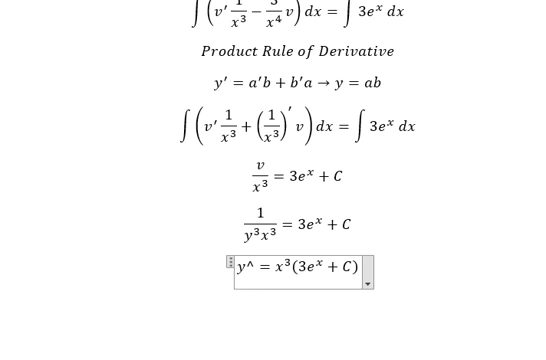 ∫(v′ 1/x³ − 3/x⁴ v) dx = ∫ 3eˣ dx
Product Rule of Derivative
y′ = a′b + b′a → y = ab
∫(v′ 1/x³ + (1/x³)′ v) dx = ∫ 3eˣ dx
v/x³ = 3eˣ + C
1/y³x³ = 3eˣ + C
y^ = x³(3eˣ + C)